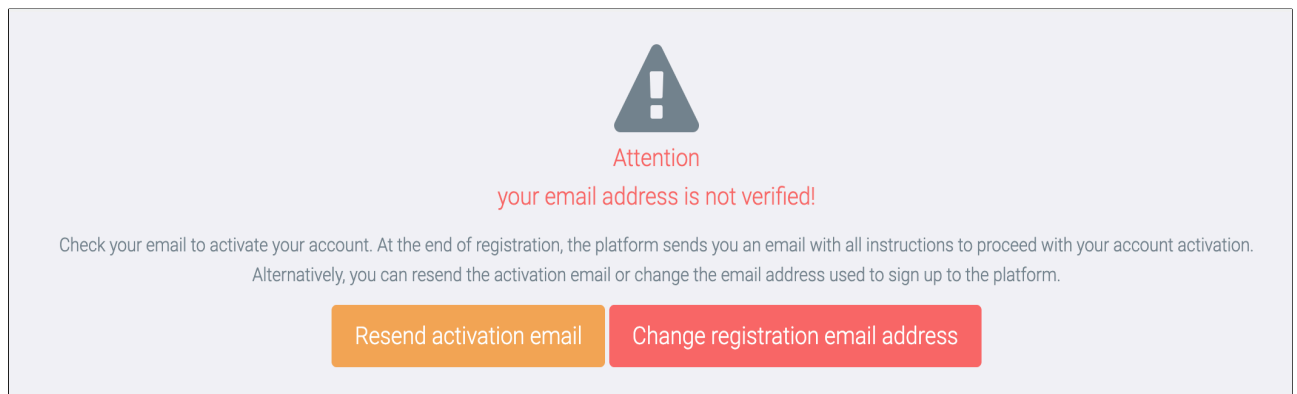 Attention
your email address is not verified!
Check your email to activate your account. At the end of registration, the platform sends you an email with all instructions to proceed with your account activation.
Alternatively, you can resend the activation email or change the email address used to sign up to the platform.
Resend activation email
Change registration email address